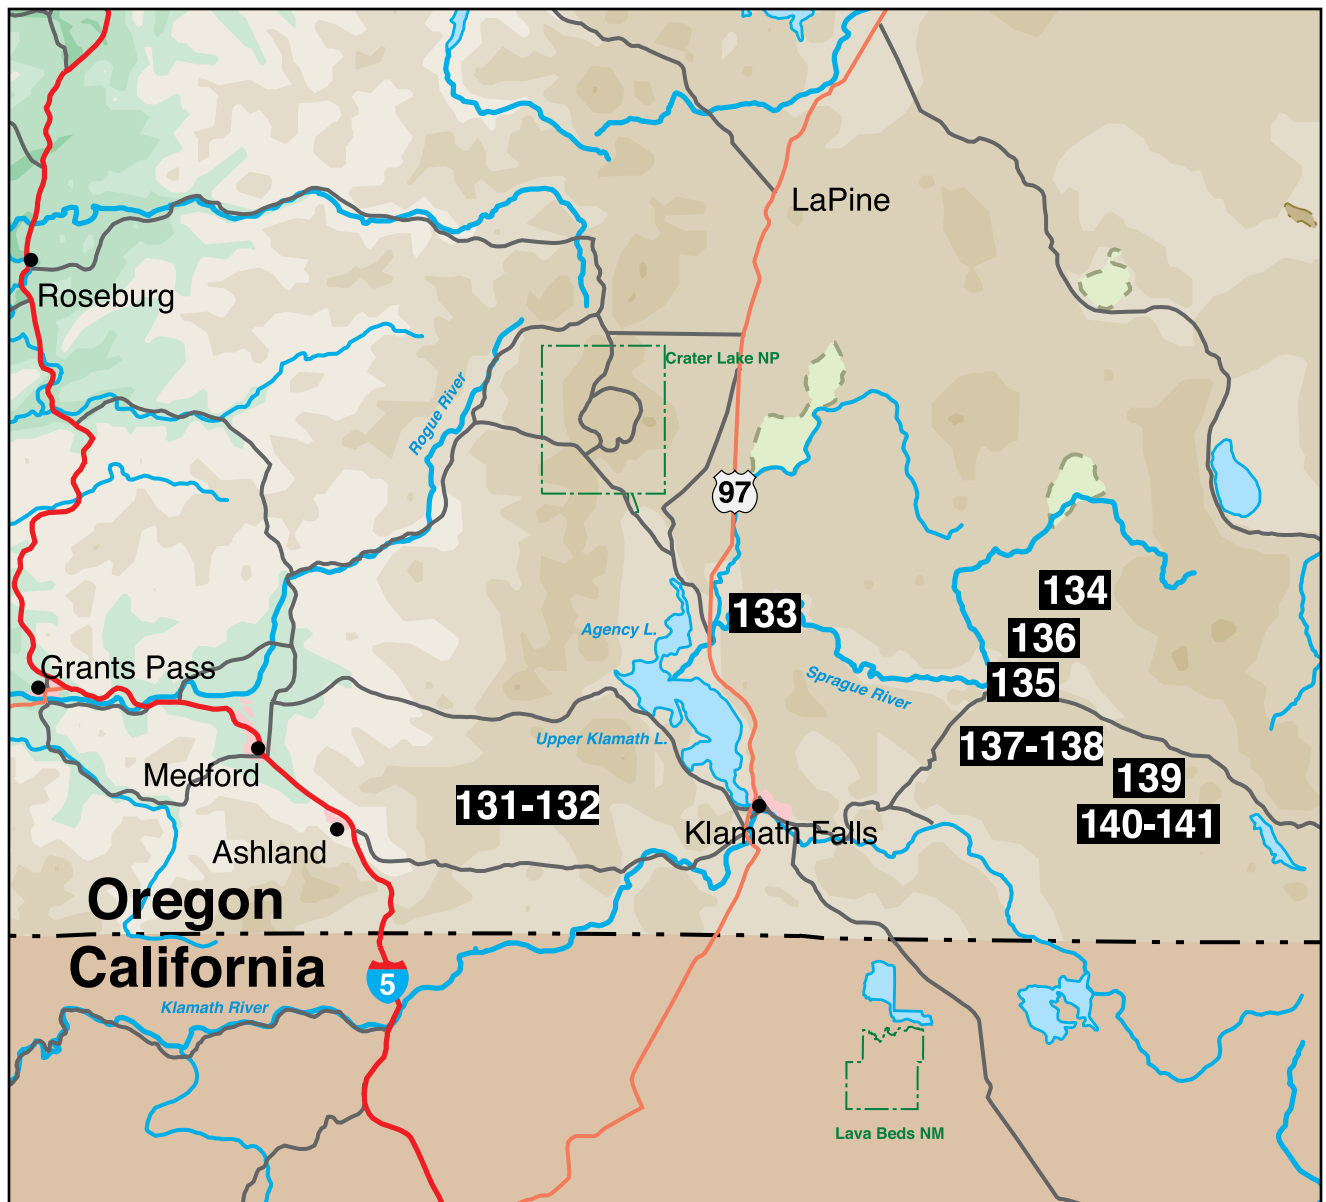 LaPine
Roseburg
Crater Lake NP
Rogue River
97
134
133
Agency L.
136
Grants Pass
Sprague River
135
Upper Klamath L.
137-138
Medford
139
131-132
140-141
Klamath Falls
Ashland
Oregon
California
5
Klamath River
Lava Beds NM